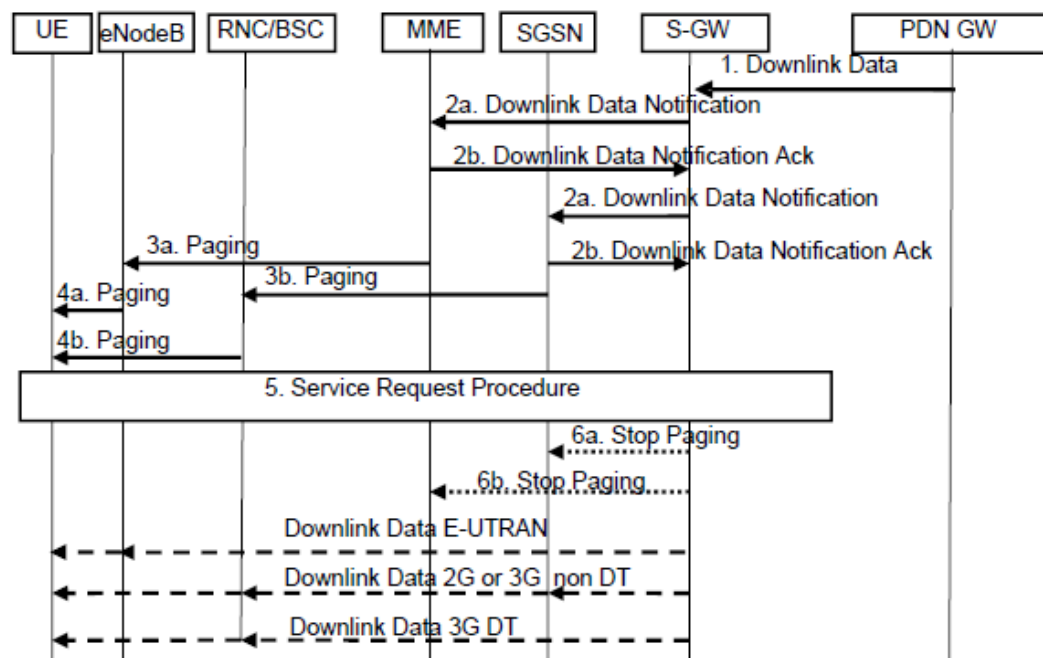 UE eNodeB RNC/BSC MME SGSN S-GW PDN GW
1. Downlink Data
2a. Downlink Data Notification
2b. Downlink Data Notification Ack
2a. Downlink Data Notification
3a. Paging
2b. Downlink Data Notification Ack
3b. Paging
4a. Paging
4b. Paging
5. Service Request Procedure
6a. Stop Paging
6b. Stop Paging
Downlink Data E-UTRAN
Downlink Data 2G or 3G non DT
Downlink Data 3G DT